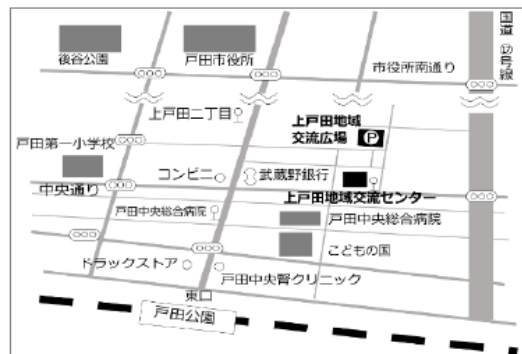 国道⑰号線
後谷公園
戸田市役所
市役所南通り
上戸田二丁目
上戸田地域
交流広場
P
戸田第一小学校
コンビニ
武蔵野銀行
中央通り
上戸田地域交流センター
戸田中央総合病院
戸田中央総合病院
こどもの国
ドラックストア
戸田中央腎クリニック
東口
戸田公園